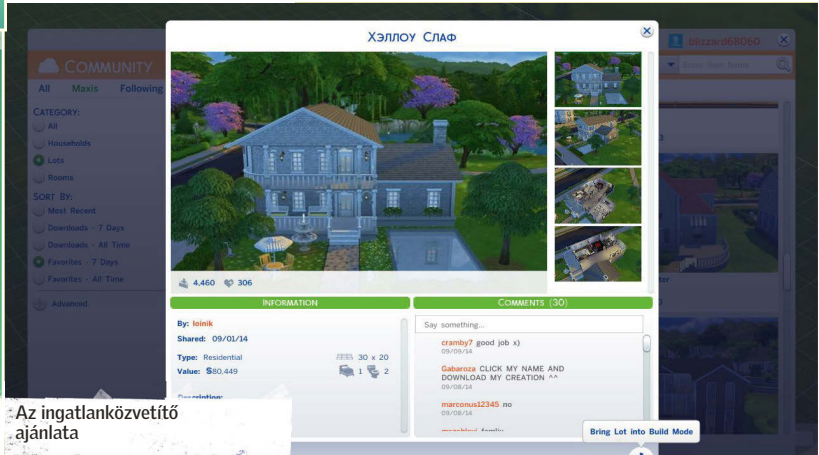 Хэллоу Слаф
blizzard68060
COMMUNITY
All Maxis Following
CATEGORY:
All
Households
Lots
Rooms
SORT BY:
Most Recent
Downloads - 7 Days
Downloads - All Time
Favorites - 7 Days
Favorites - All Time
Advanced
4,460 306
INFORMATION
By: loinik
Shared: 09/01/14
Type: Residential 30 x 20
Value: §80,449 1 2
Description:
COMMENTS (30)
Say something...
cramby7 good job x)
09/09/14
Gabaroza CLICK MY NAME AND
DOWNLOAD MY CREATION ^^
09/08/14
marconus12345 no
09/08/14
Bring Lot into Build Mode
Az ingatlanközvetítő
ajánlata